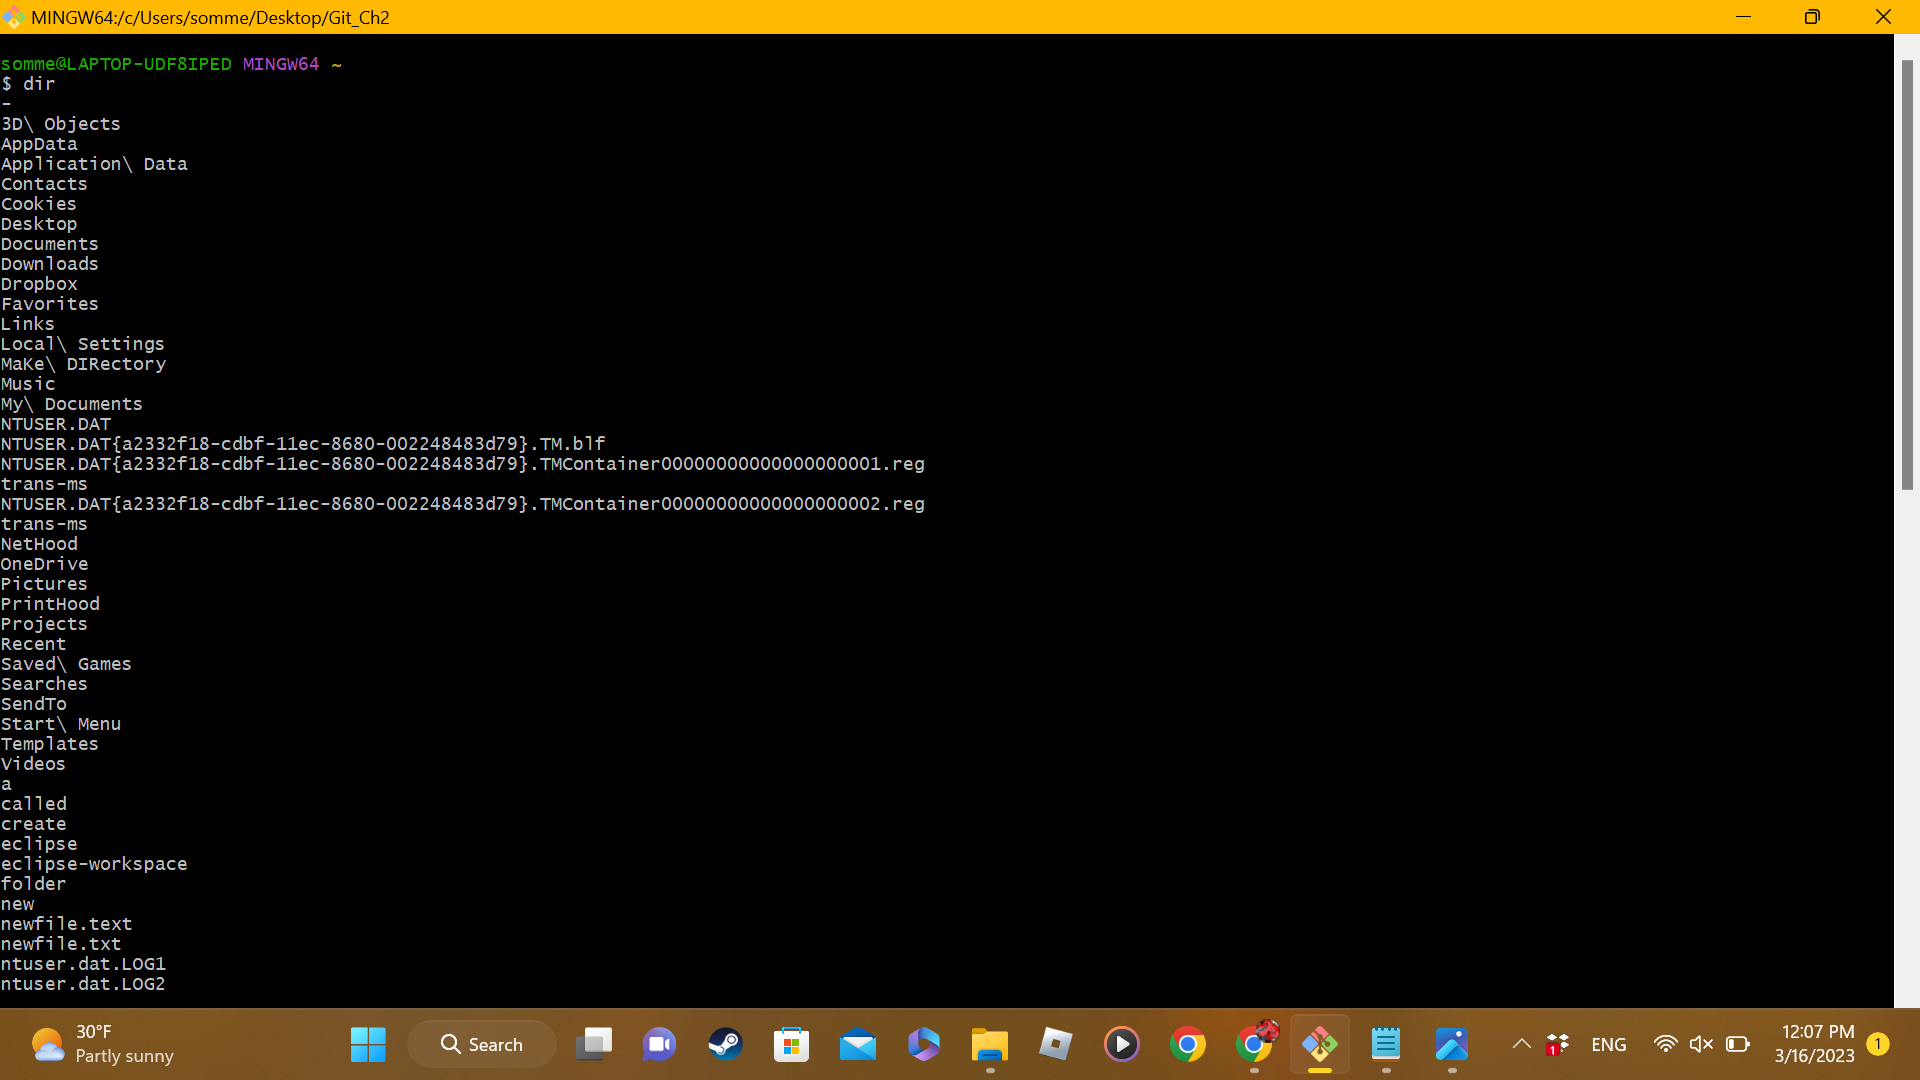 MINGW64:/c/Users/somme/Desktop/Git_Ch2
somme@LAPTOP-UDF8IPED MINGW64 ~
$ dir
-
3D\ Objects
AppData
Application\ Data
Contacts
Cookies
Desktop
Documents
Downloads
Dropbox
Favorites
Links
Local\ Settings
MaKe\ DIRectory
Music
My\ Documents
NTUSER.DAT
NTUSER.DAT{a2332f18-cdbf-11ec-8680-002248483d79}.TM.blf
NTUSER.DAT{a2332f18-cdbf-11ec-8680-002248483d79}.TMContainer00000000000000000001.reg
trans-ms
NTUSER.DAT{a2332f18-cdbf-11ec-8680-002248483d79}.TMContainer00000000000000000002.reg
trans-ms
NetHood
OneDrive
Pictures
PrintHood
Projects
Recent
Saved\ Games
Searches
SendTo
Start\ Menu
Templates
Videos
a
called
create
eclipse
eclipse-workspace
folder
new
newfile.text
newfile.txt
ntuser.dat.LOG1
ntuser.dat.LOG2
30°F
Partly sunny
Search
1
ENG
12:07 PM
3/16/2023
1